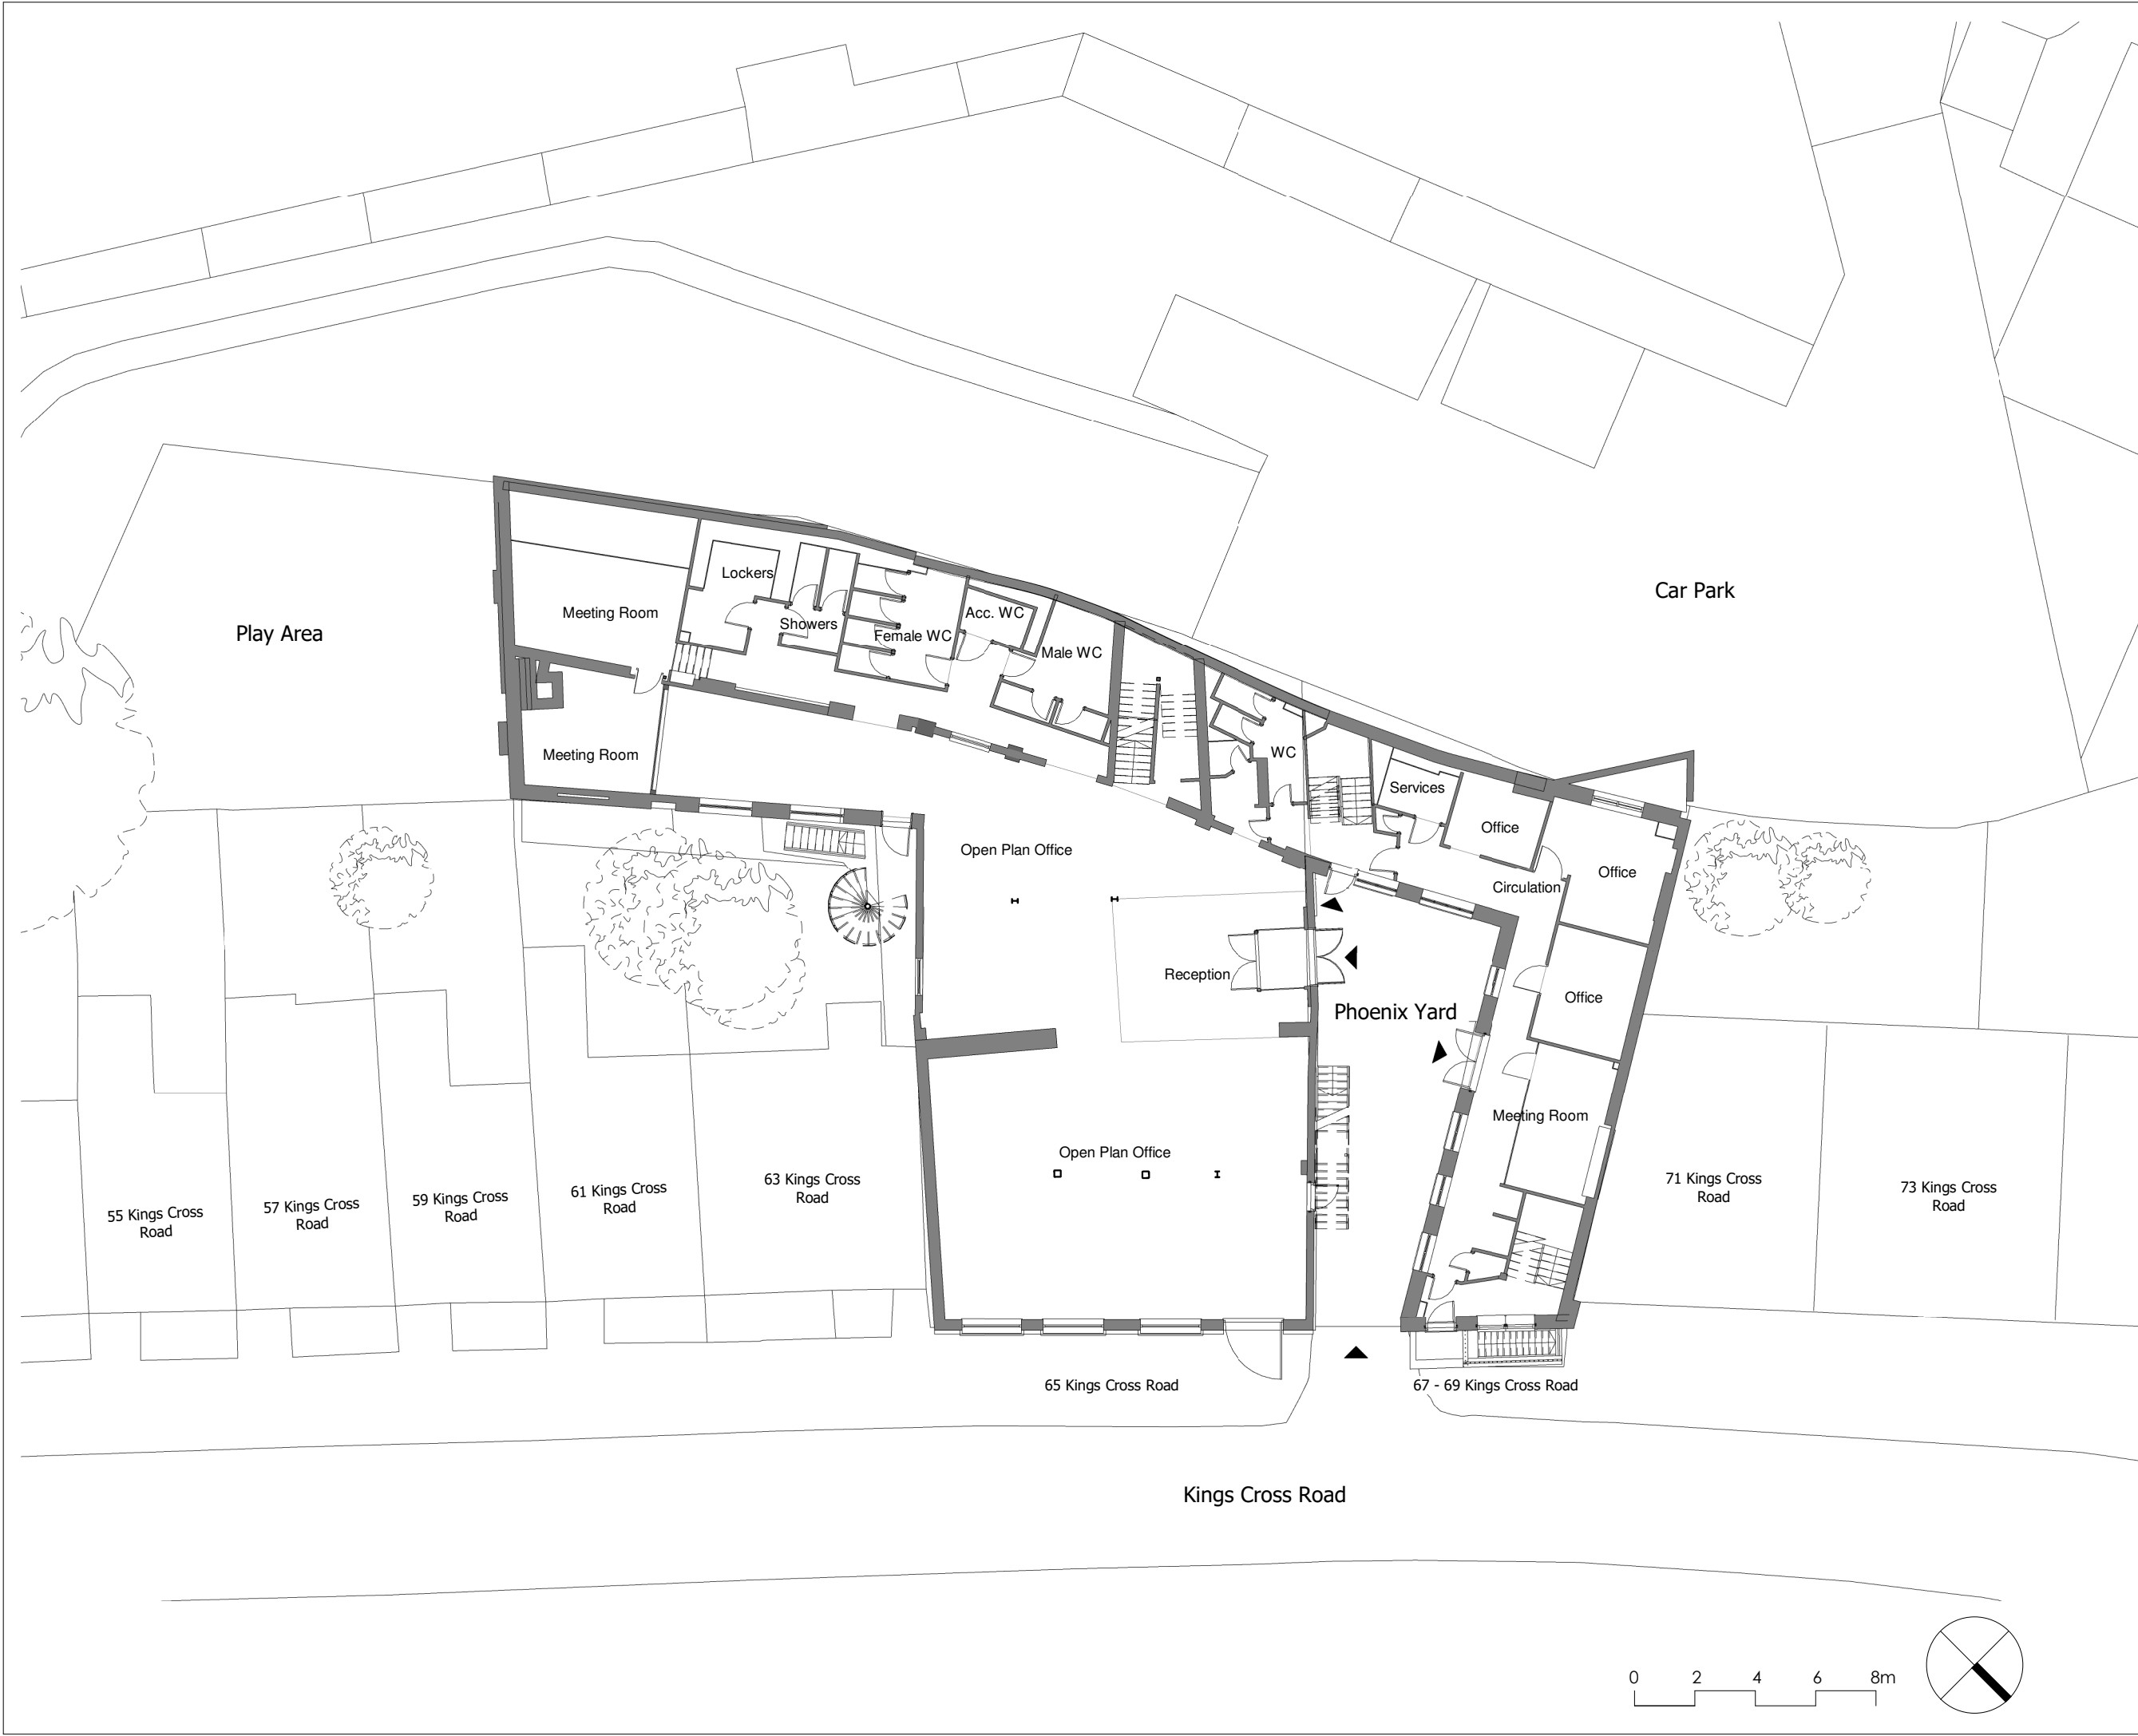 Car Park
Play Area
Lockers
Meeting Room
Showers
Female WC
Acc. WC
Male WC
WC
Meeting Room
Services
Office
Open Plan Office
Office
Circulation
Reception
Office
Phoenix Yard
Meeting Room
Open Plan Office
55 Kings Cross
Road
57 Kings Cross
Road
59 Kings Cross
Road
61 Kings Cross
Road
63 Kings Cross
Road
71 Kings Cross
Road
73 Kings Cross
Road
65 Kings Cross Road
67 - 69 Kings Cross Road
Kings Cross Road
0 2 4 6 8m